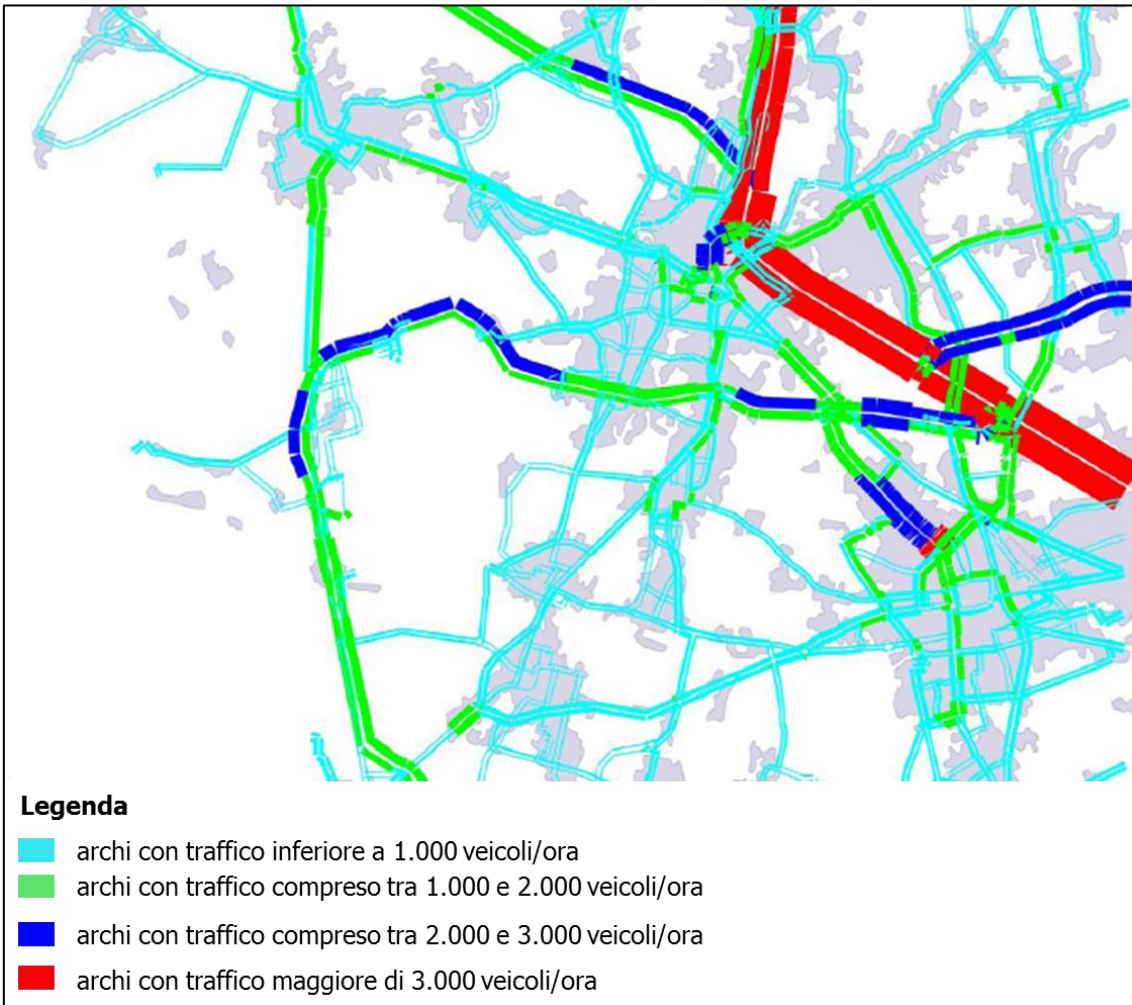 Legenda
archi con traffico inferiore a 1.000 veicoli/ora
archi con traffico compreso tra 1.000 e 2.000 veicoli/ora
archi con traffico compreso tra 2.000 e 3.000 veicoli/ora
archi con traffico maggiore di 3.000 veicoli/ora